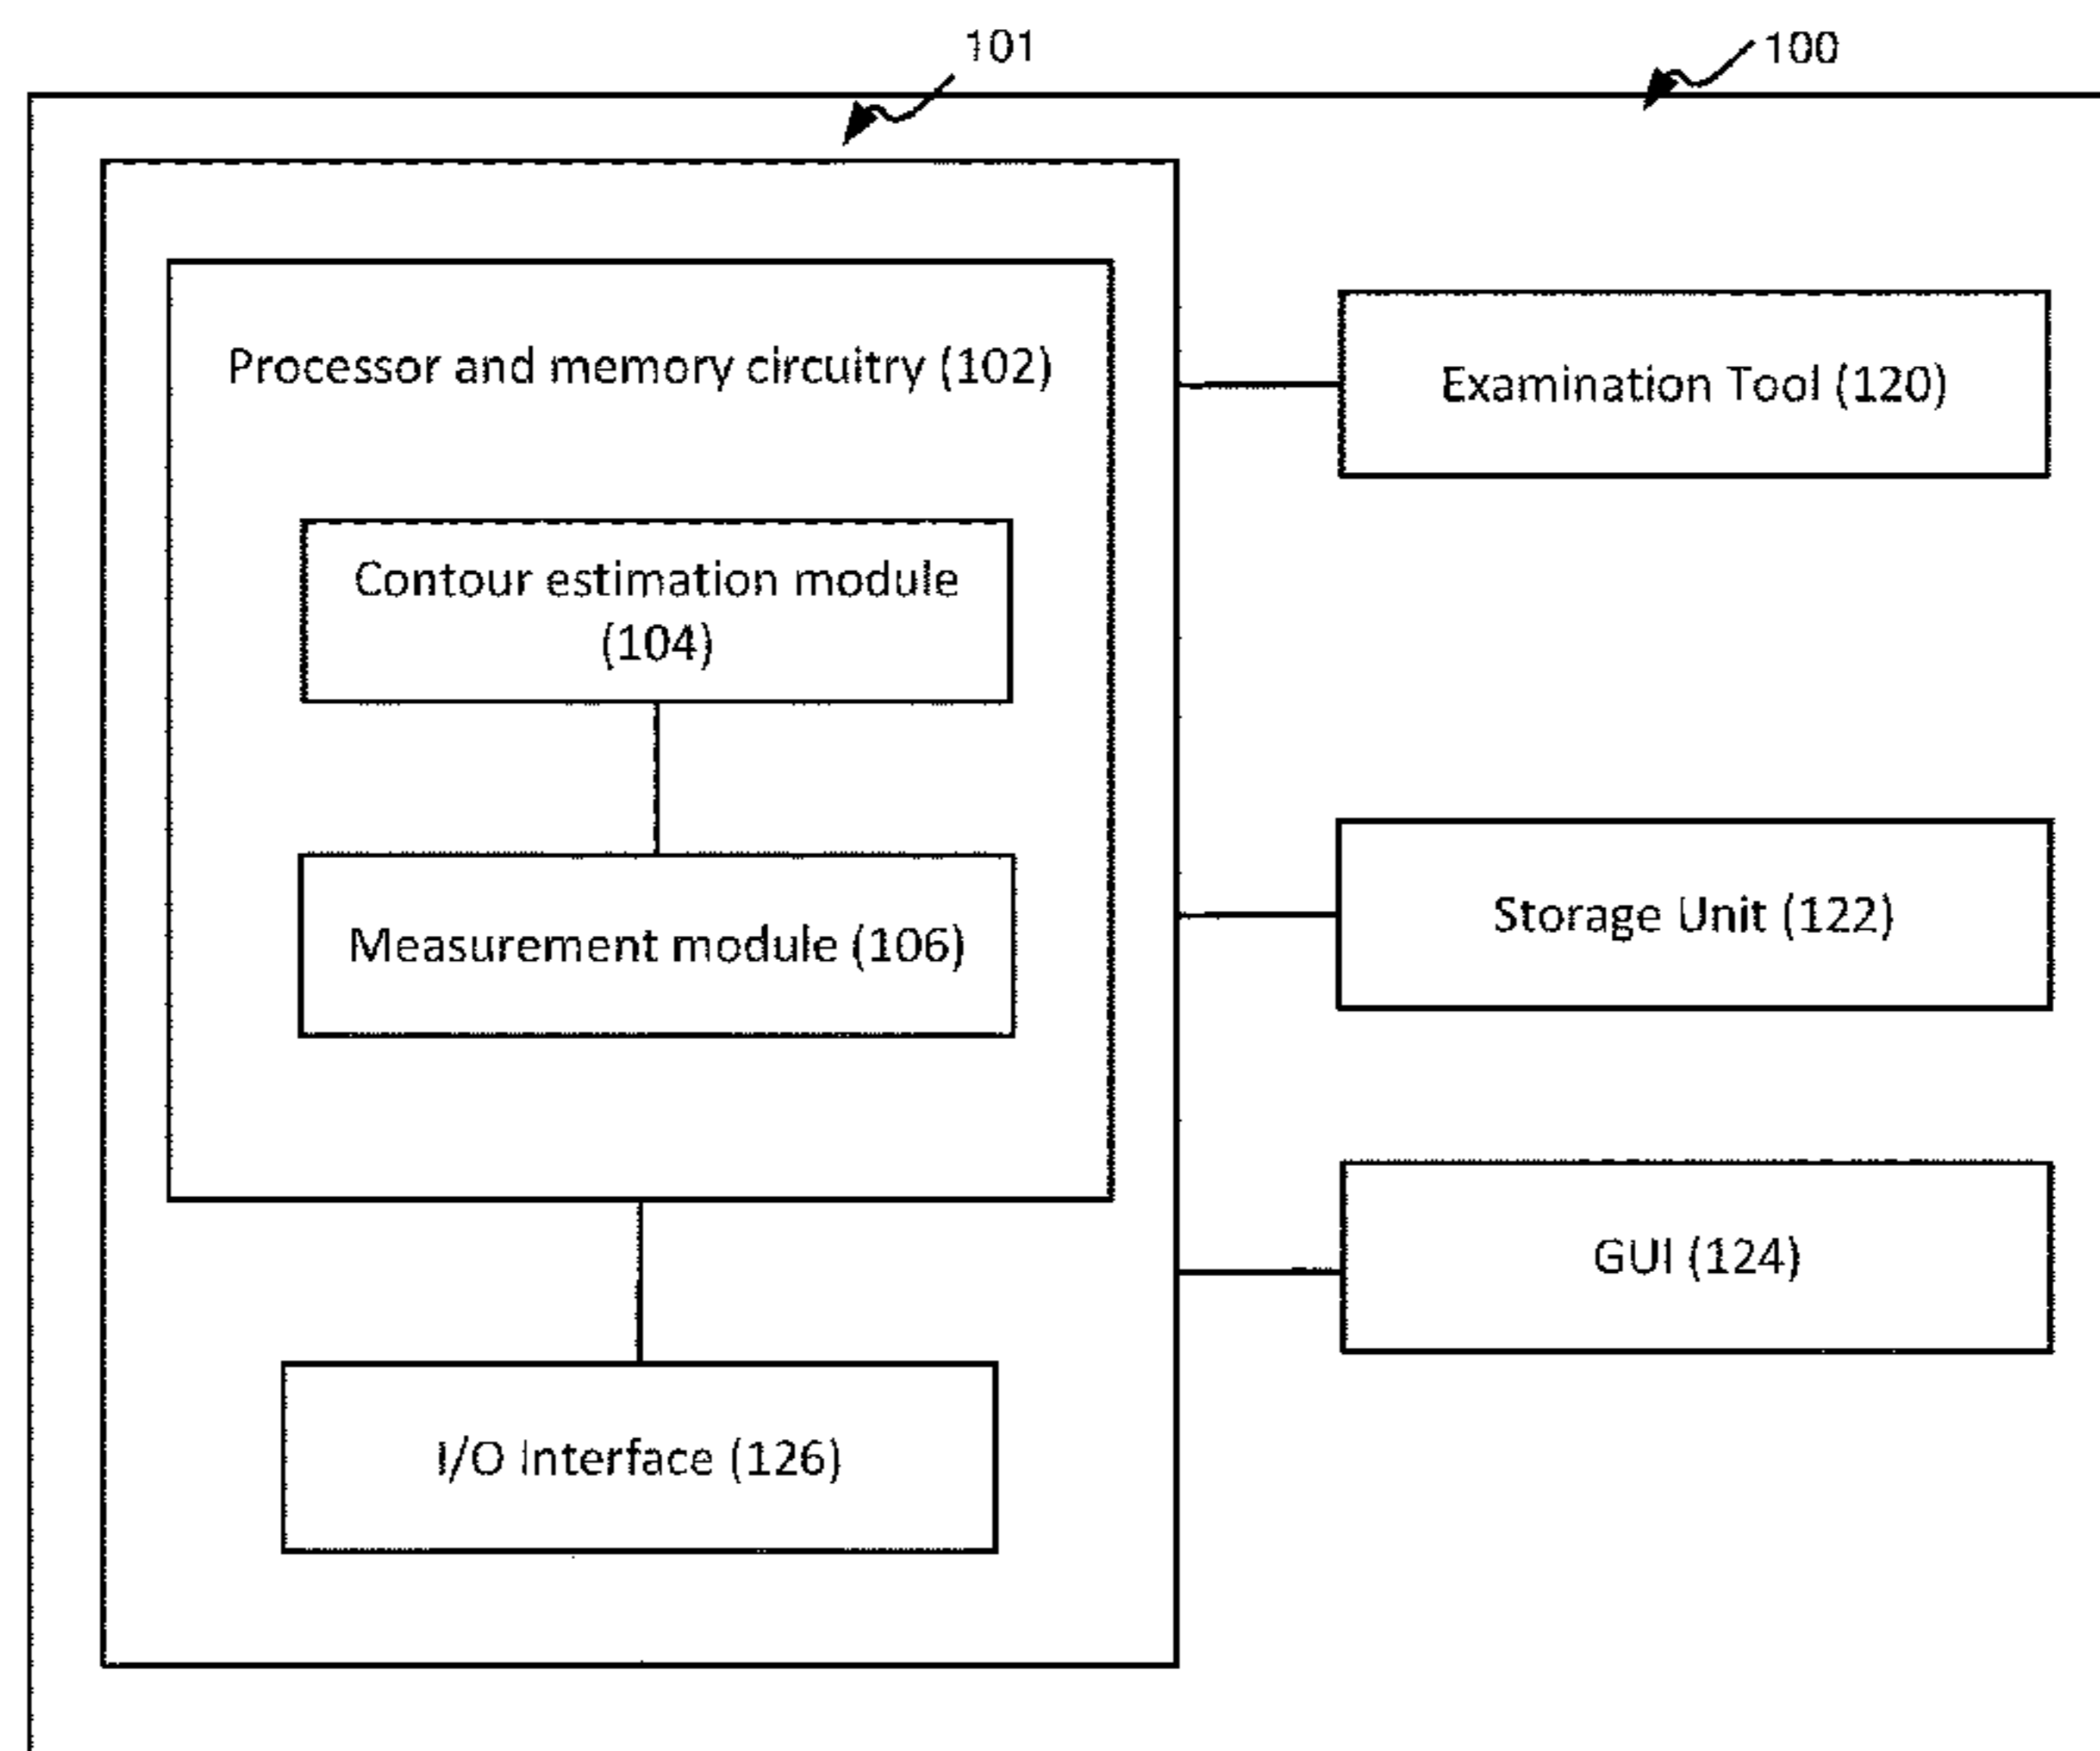 101
100
Processor and memory circuitry (102)
Examination Tool (120)
Contour estimation module
(104)
Storage Unit (122)
Measurement module (106)
GUI (124)
I/O Interface (126)